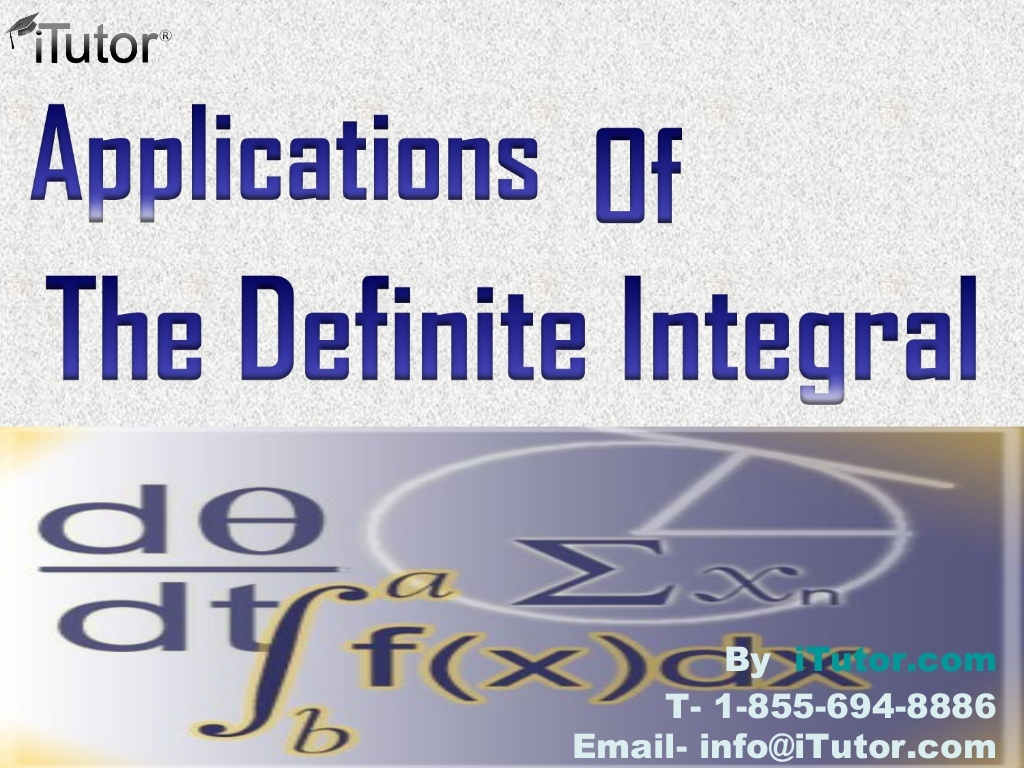 iTutor®
Applications Of
The Definite Integral
dθ
dt
∫ a b f(x)dx
Σ xn
By iTutor.com
T- 1-855-694-8886
Email- info@iTutor.com